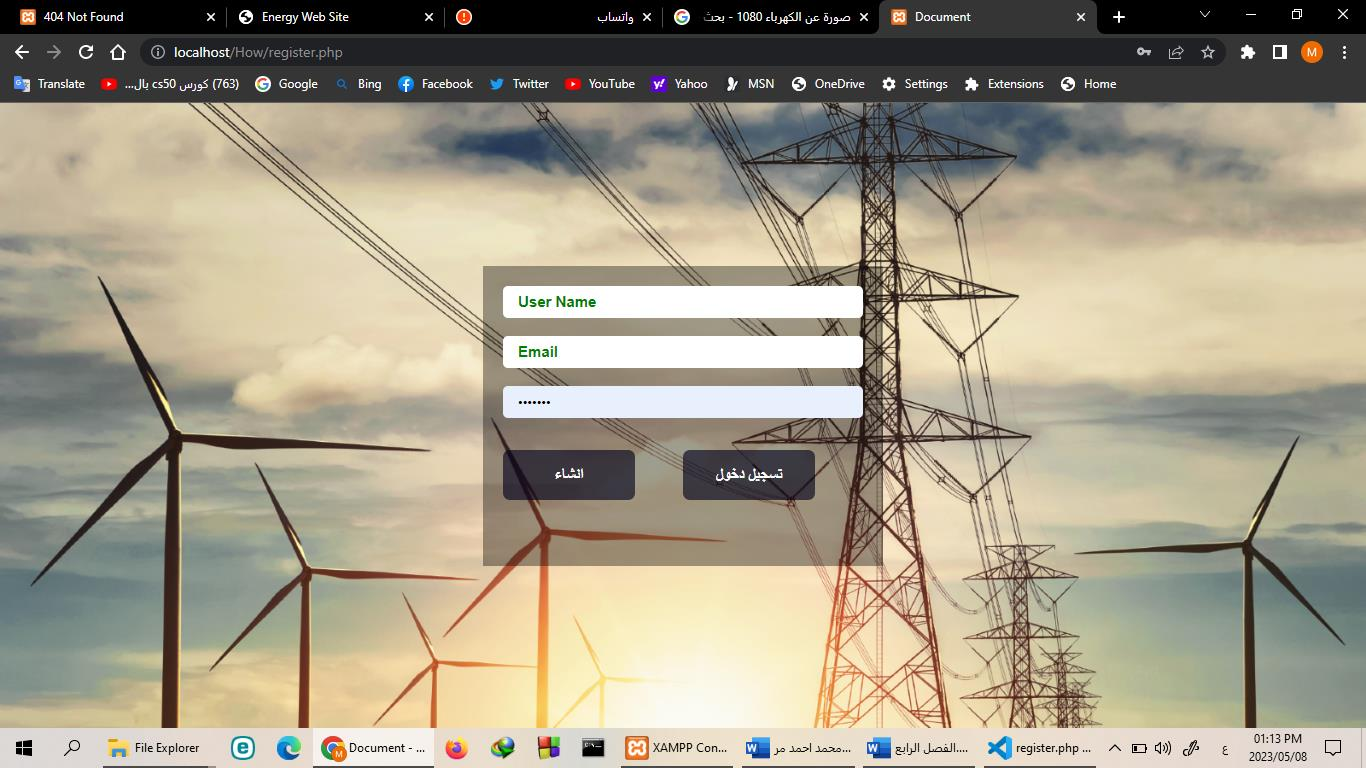 404 Not Found
Energy Web Site
واتساب
صورة عن الكهرباء 1080 - بحث
Document
localhost/How/register.php
M
Translate
(763) كورس cs50 بال...
Google
Bing
Facebook
Twitter
YouTube
Yahoo
MSN
OneDrive
Settings
Extensions
Home
User Name
Email
انشاء
تسجيل دخول
File Explorer
Document - ...
XAMPP Con...
محمد احمد مر...
الفصل الرابع...
register.php ...
ع
01:13 PM
2023/05/08